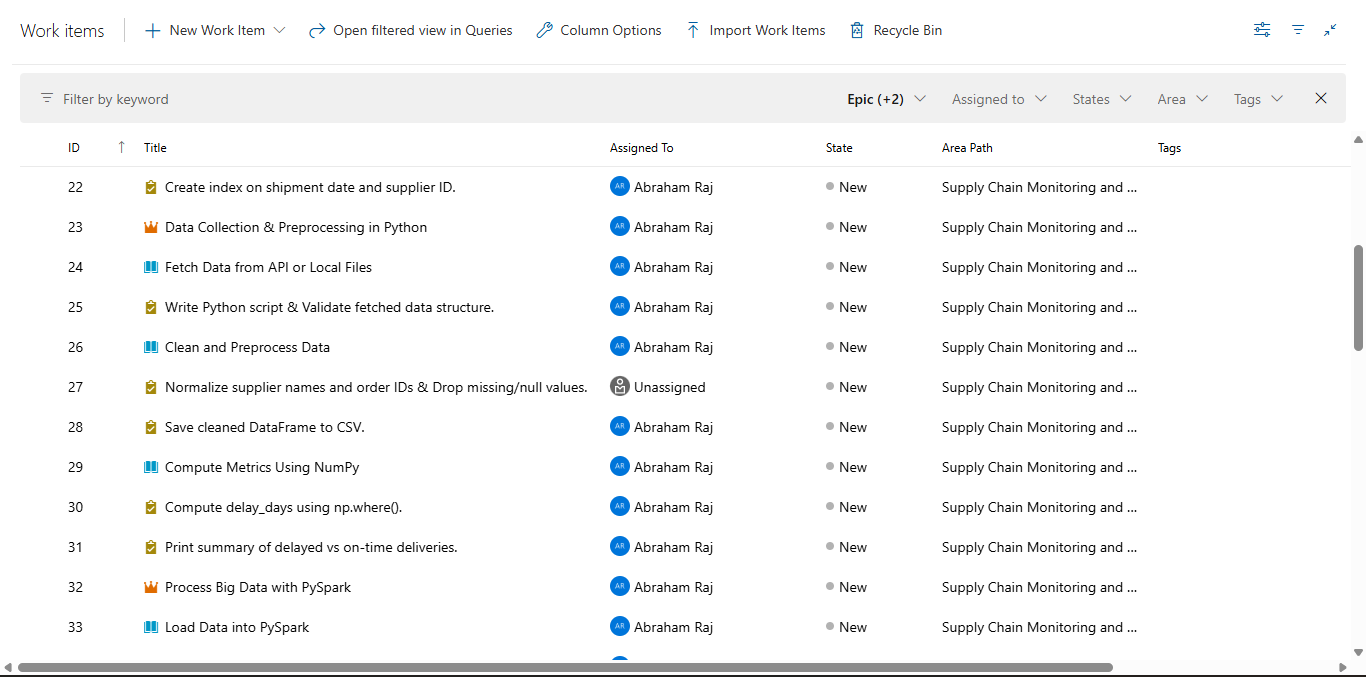 Work items New Work Item Open filtered view in Queries Column Options Import Work Items Recycle Bin
Filter by keyword Epic (+2) Assigned to States Area Tags
ID Title Assigned To State Area Path Tags
22 Create index on shipment date and supplier ID. AR Abraham Raj New Supply Chain Monitoring and ...
23 Data Collection & Preprocessing in Python AR Abraham Raj New Supply Chain Monitoring and ...
24 Fetch Data from API or Local Files AR Abraham Raj New Supply Chain Monitoring and ...
25 Write Python script & Validate fetched data structure. AR Abraham Raj New Supply Chain Monitoring and ...
26 Clean and Preprocess Data AR Abraham Raj New Supply Chain Monitoring and ...
27 Normalize supplier names and order IDs & Drop missing/null values. Unassigned New Supply Chain Monitoring and ...
28 Save cleaned DataFrame to CSV. AR Abraham Raj New Supply Chain Monitoring and ...
29 Compute Metrics Using NumPy AR Abraham Raj New Supply Chain Monitoring and ...
30 Compute delay_days using np.where(). AR Abraham Raj New Supply Chain Monitoring and ...
31 Print summary of delayed vs on-time deliveries. AR Abraham Raj New Supply Chain Monitoring and ...
32 Process Big Data with PySpark AR Abraham Raj New Supply Chain Monitoring and ...
33 Load Data into PySpark AR Abraham Raj New Supply Chain Monitoring and ...